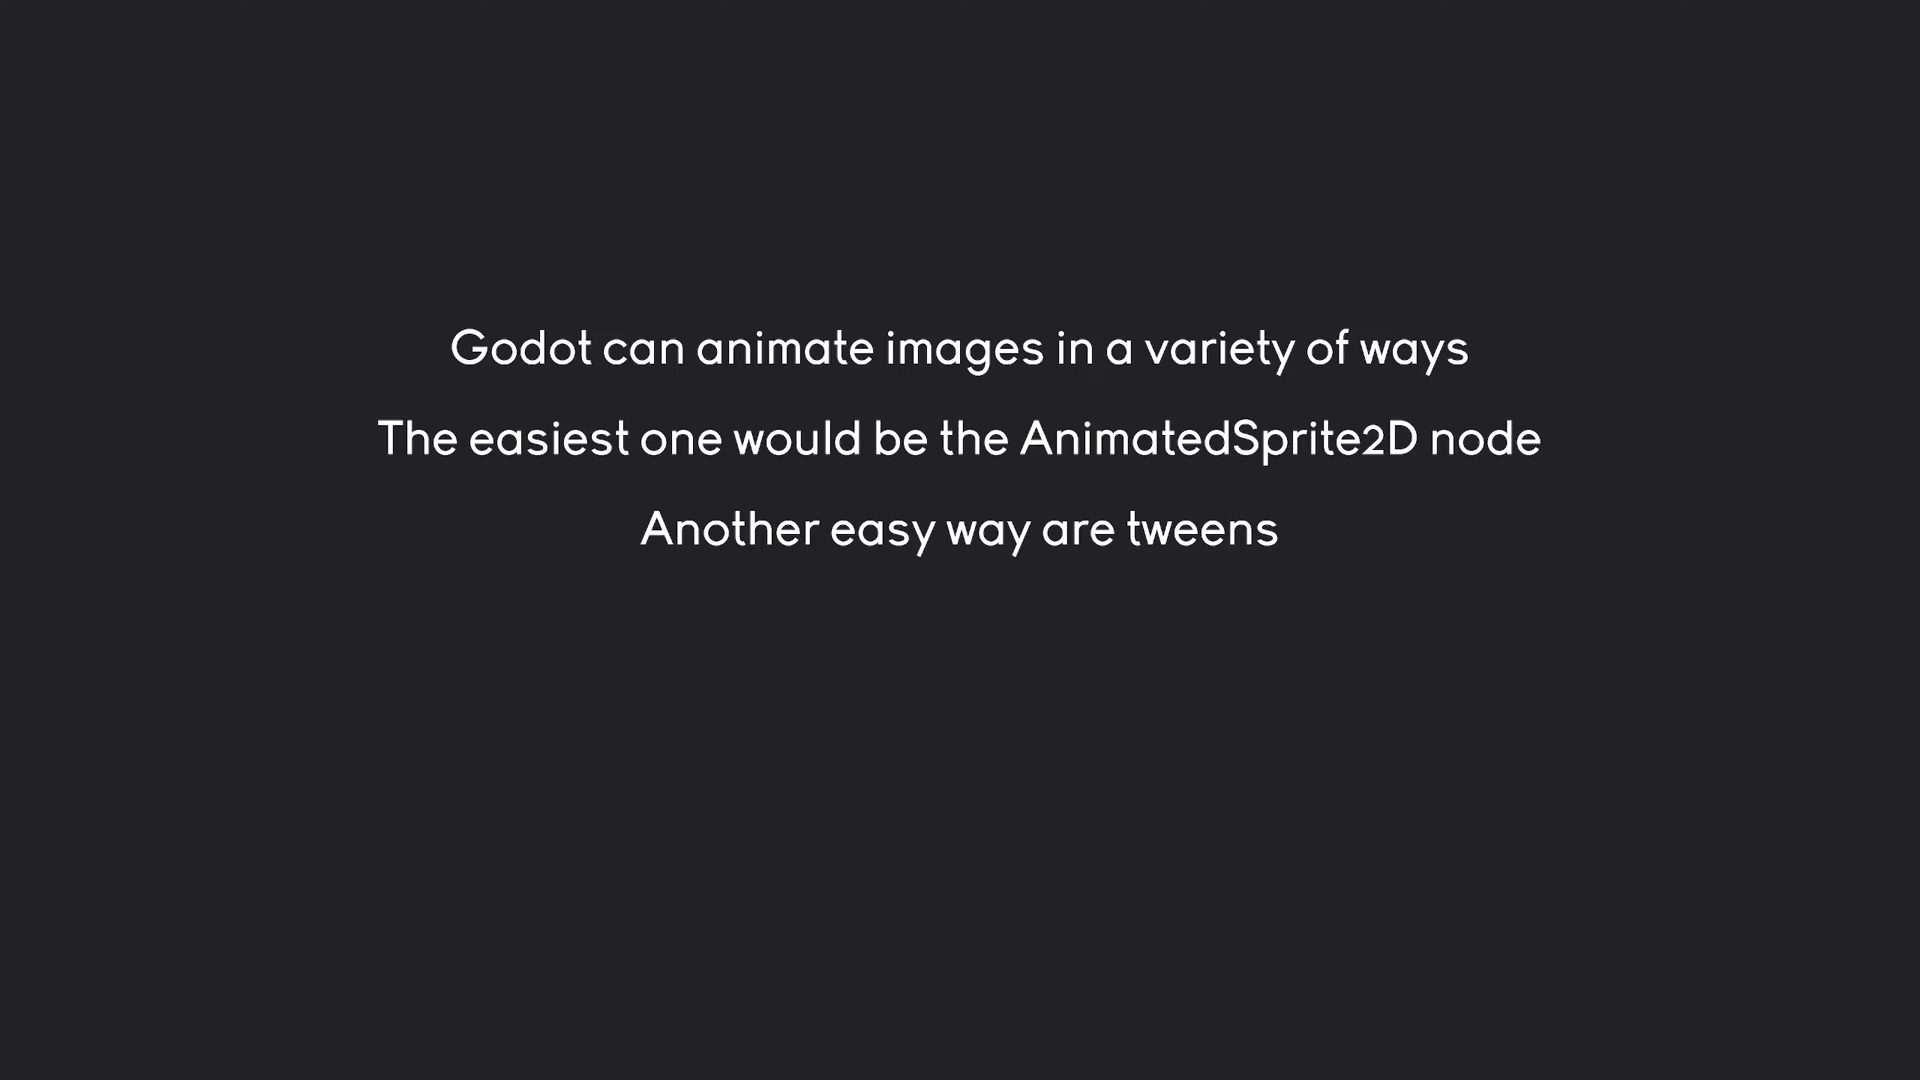 Godot can animate images in a variety of ways
The easiest one would be the AnimatedSprite2D node
Another easy way are tweens